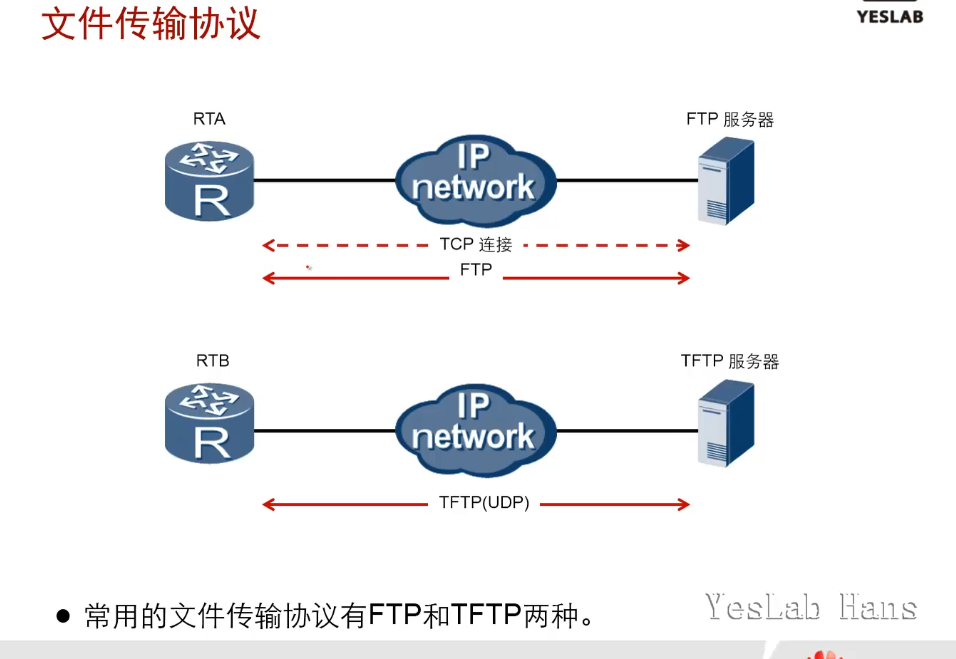 文件传输协议
YESLAB
RTA
FTP 服务器
R
IP
network
TCP 连接
FTP
RTB
TFTP 服务器
R
IP
network
TFTP(UDP)
● 常用的文件传输协议有FTP和TFTP两种。
YesLab Hans